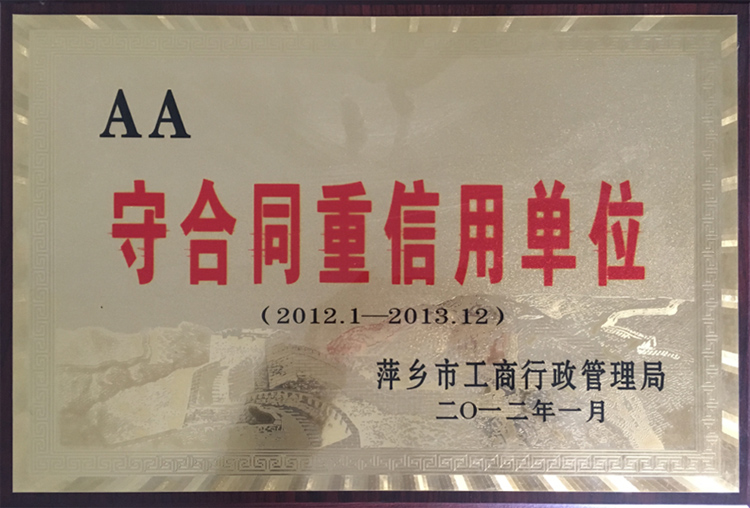 AA
守合同重信用单位
（2012.1—2013.12）
萍乡市工商行政管理局
二〇一二年一月